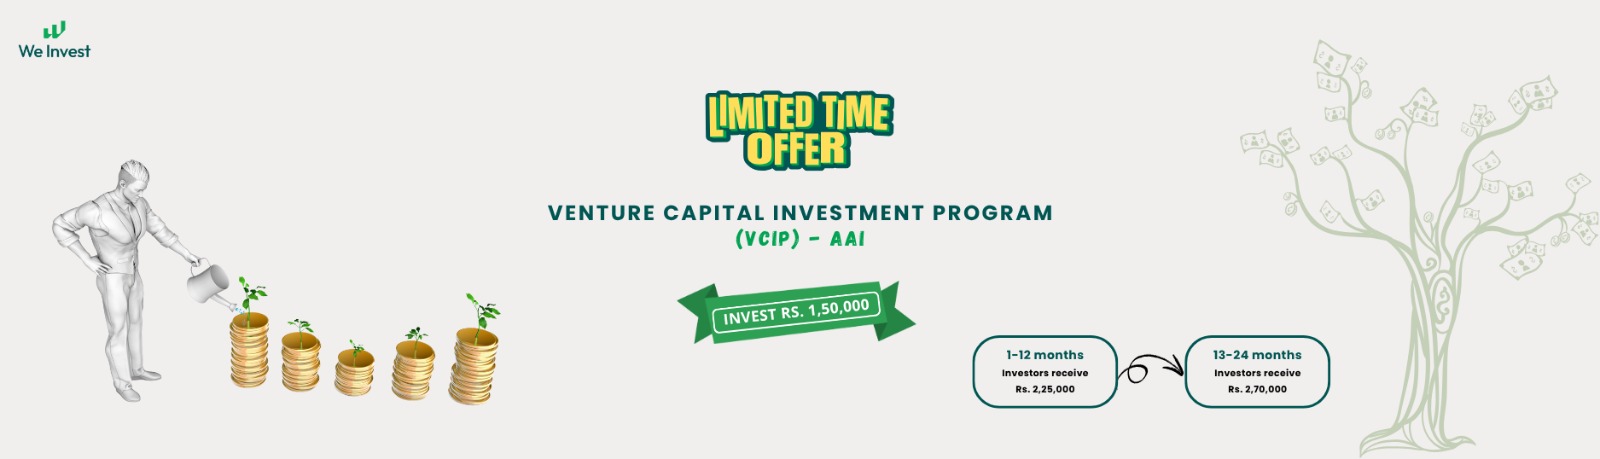 We Invest
LIMITED TIME
OFFER
VENTURE CAPITAL INVESTMENT PROGRAM
(VCIP) - AAI
INVEST RS. 1,50,000
1-12 months
Investors receive
Rs. 2,25,000
13-24 months
Investors receive
Rs. 2,70,000